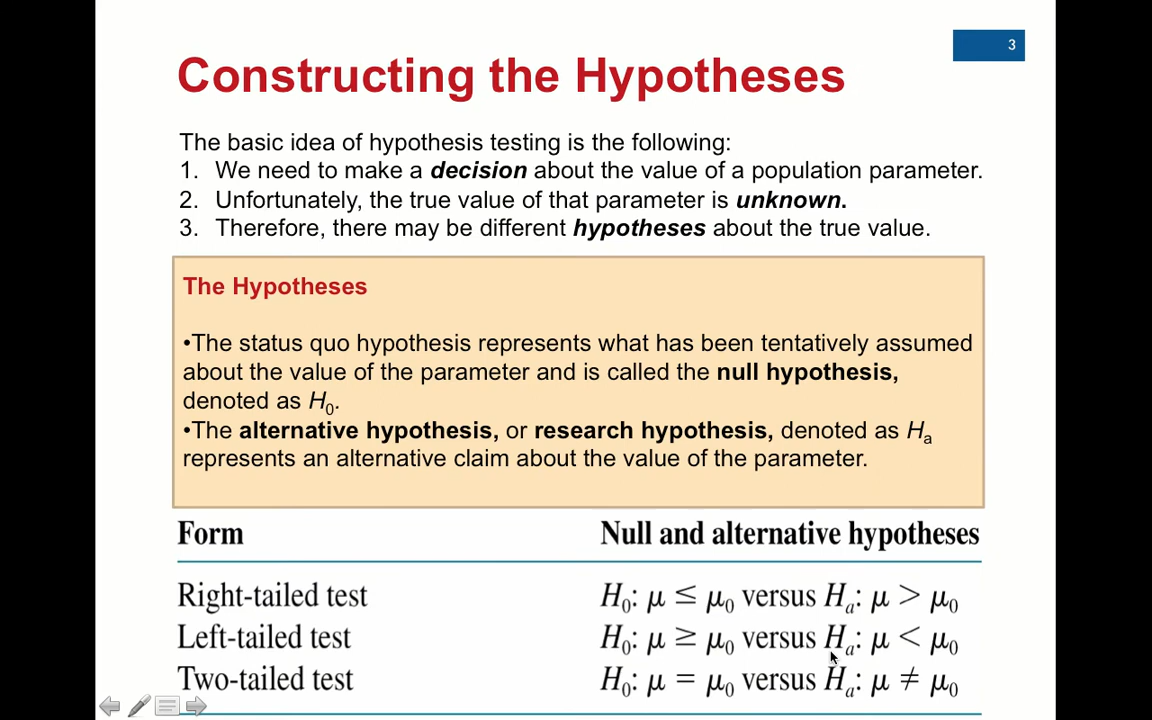 3
Constructing the Hypotheses
The basic idea of hypothesis testing is the following:
1. We need to make a decision about the value of a population parameter.
2. Unfortunately, the true value of that parameter is unknown.
3. Therefore, there may be different hypotheses about the true value.
The Hypotheses
•The status quo hypothesis represents what has been tentatively assumed
about the value of the parameter and is called the null hypothesis,
denoted as H₀.
•The alternative hypothesis, or research hypothesis, denoted as Hₐ
represents an alternative claim about the value of the parameter.
Form Null and alternative hypotheses
Right-tailed test H₀: μ ≤ μ₀ versus Hₐ: μ > μ₀
Left-tailed test H₀: μ ≥ μ₀ versus Hₐ: μ < μ₀
Two-tailed test H₀: μ = μ₀ versus Hₐ: μ ≠ μ₀